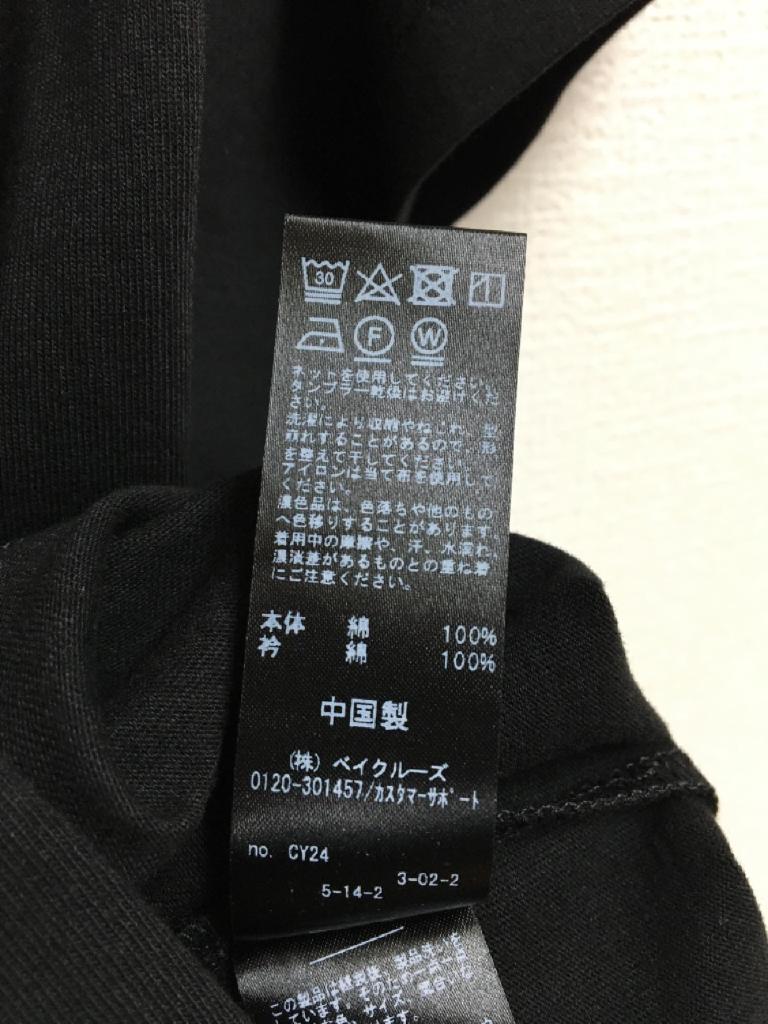 30
F
W
ネットを使用してください。
タンブラー乾燥はお避けくだ
さい。
洗濯により収縮やねじれ、型
崩れすることがあるので、形
を整えて干してください。
アイロンは当て布を使用して
ください。
濃色品は、色落ちや他のもの
へ色移りすることがあります
着用中の摩擦や、汗、水濡れ、
濃淡差があるものとの重ね着
にご注意ください。
本体 綿 100%
衿 綿 100%
中国製
(株) ベイクルーズ
0120-301457/カスタマーサポート
no. CY24
3-02-2
5-14-2
この製品は